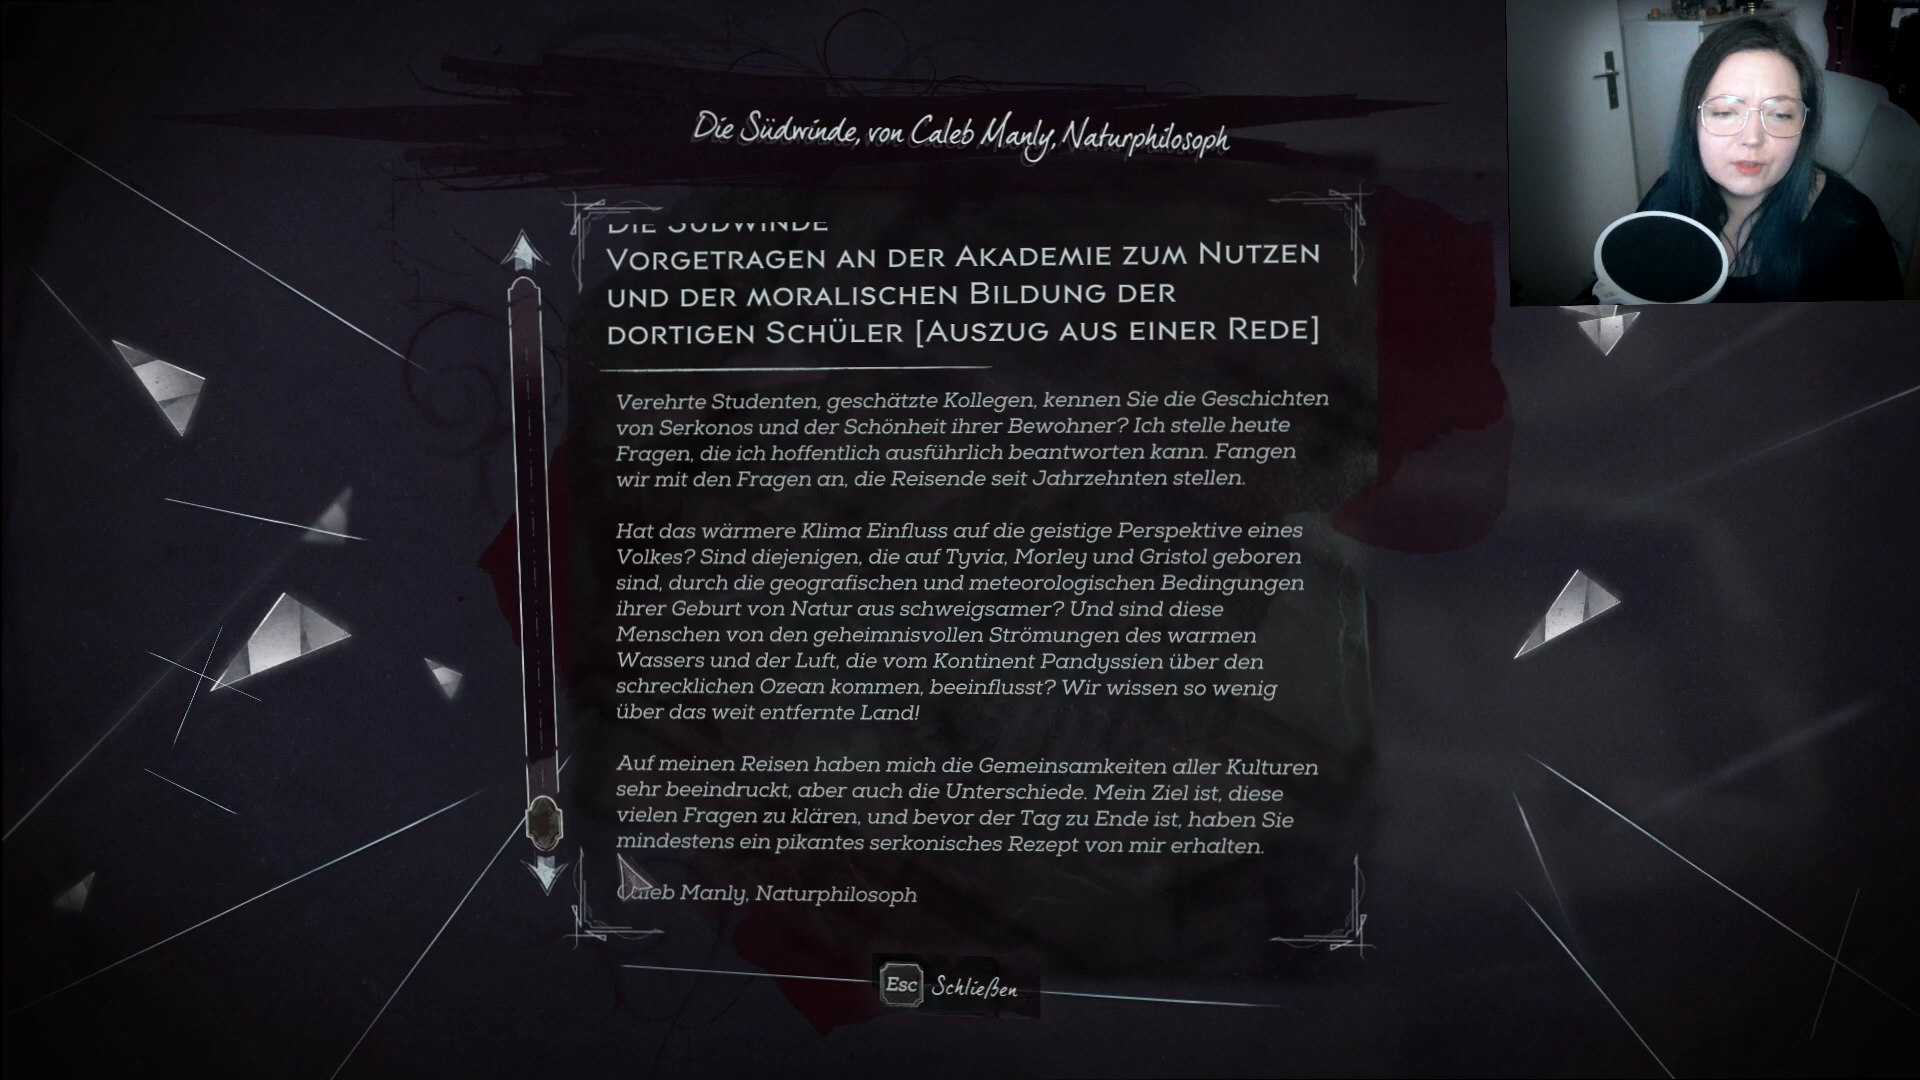 Die Südwinde, von Caleb Manly, Naturphilosoph
DIE SÜDWINDE
VORGETRAGEN AN DER AKADEMIE ZUM NUTZEN
UND DER MORALISCHEN BILDUNG DER
DORTIGEN SCHÜLER [AUSZUG AUS EINER REDE]
Verehrte Studenten, geschätzte Kollegen, kennen Sie die Geschichten
von Serkonos und der Schönheit ihrer Bewohner? Ich stelle heute
Fragen, die ich hoffentlich ausführlich beantworten kann. Fangen
wir mit den Fragen an, die Reisende seit Jahrzehnten stellen.
Hat das wärmere Klima Einfluss auf die geistige Perspektive eines
Volkes? Sind diejenigen, die auf Tyvia, Morley und Gristol geboren
sind, durch die geografischen und meteorologischen Bedingungen
ihrer Geburt von Natur aus schweigsamer? Und sind diese
Menschen von den geheimnisvollen Strömungen des warmen
Wassers und der Luft, die vom Kontinent Pandyssien über den
schrecklichen Ozean kommen, beeinflusst? Wir wissen so wenig
über das weit entfernte Land!
Auf meinen Reisen haben mich die Gemeinsamkeiten aller Kulturen
sehr beeindruckt, aber auch die Unterschiede. Mein Ziel ist, diese
vielen Fragen zu klären, und bevor der Tag zu Ende ist, haben Sie
mindestens ein pikantes serkonisches Rezept von mir erhalten.
Caleb Manly, Naturphilosoph
Esc Schließen